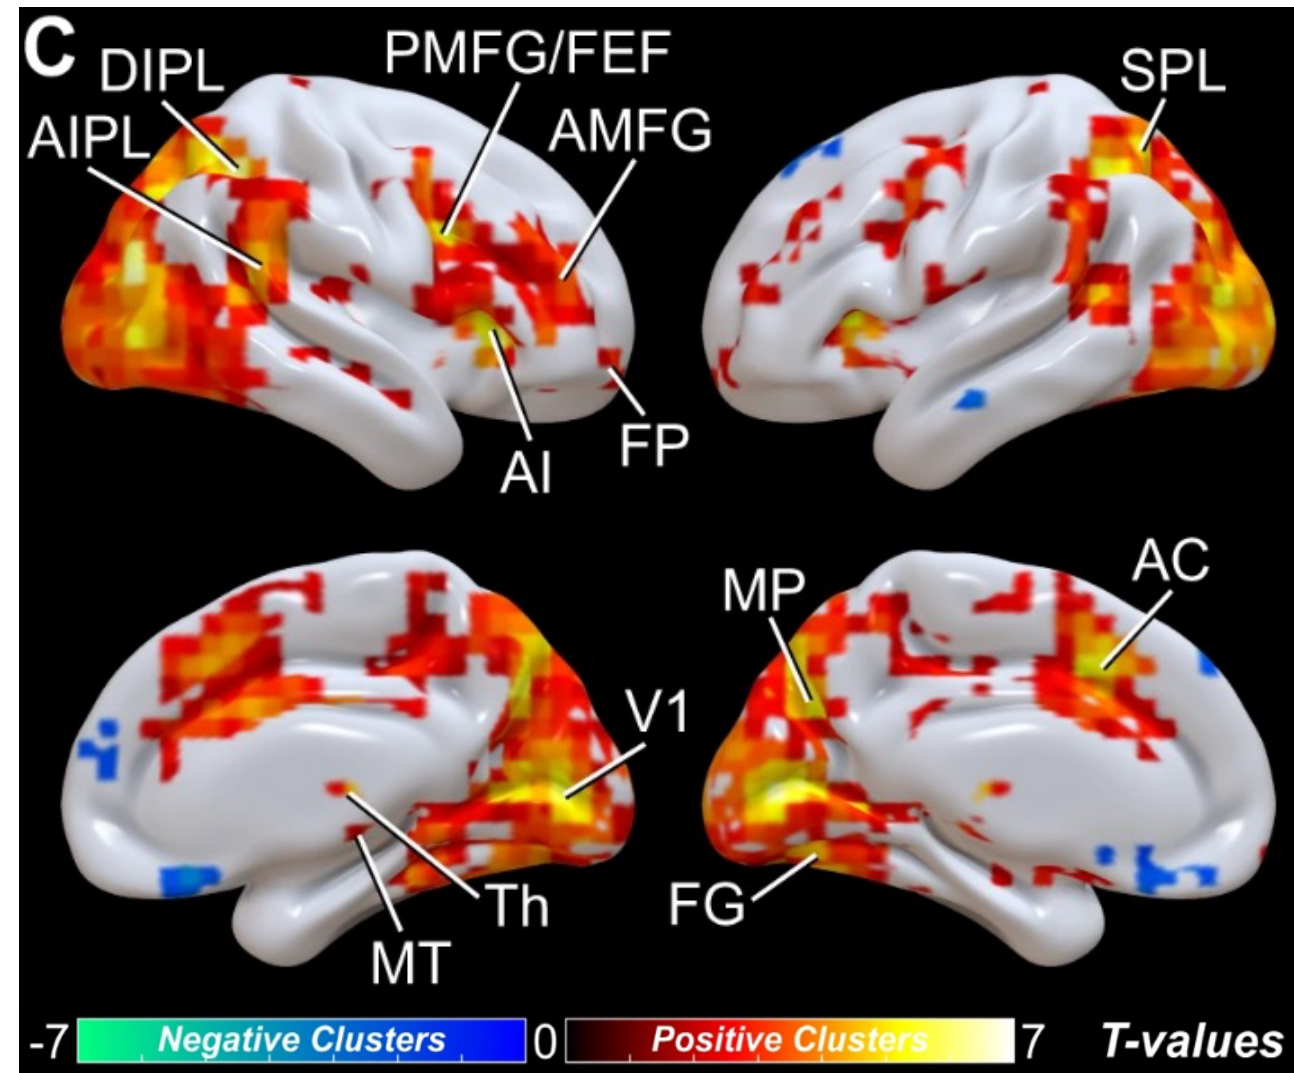 C
DIPL
PMFG/FEF
SPL
AIPL
AMFG
FP
AI
AC
MP
V1
Th
FG
MT
-7 Negative Clusters 0 Positive Clusters 7 T-values